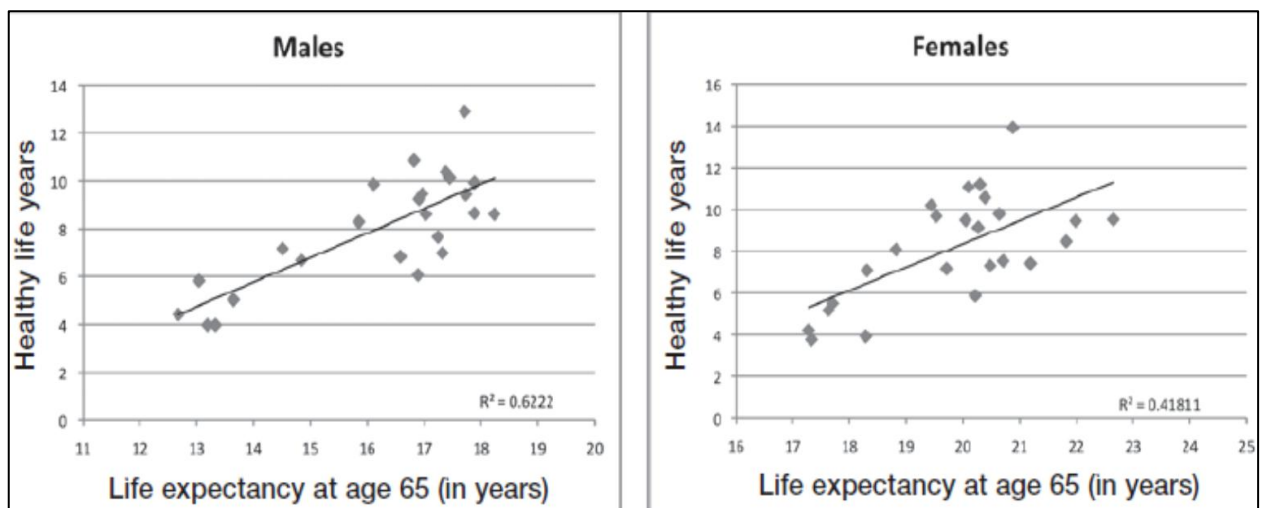 Males
14
12
10
8
6
4
2
0
Healthy life years
R² = 0.6222
11 12 13 14 15 16 17 18 19 20
Life expectancy at age 65 (in years)
Females
16
14
12
10
8
6
4
2
0
Healthy life years
R² = 0.41811
16 17 18 19 20 21 22 23 24 25
Life expectancy at age 65 (in years)